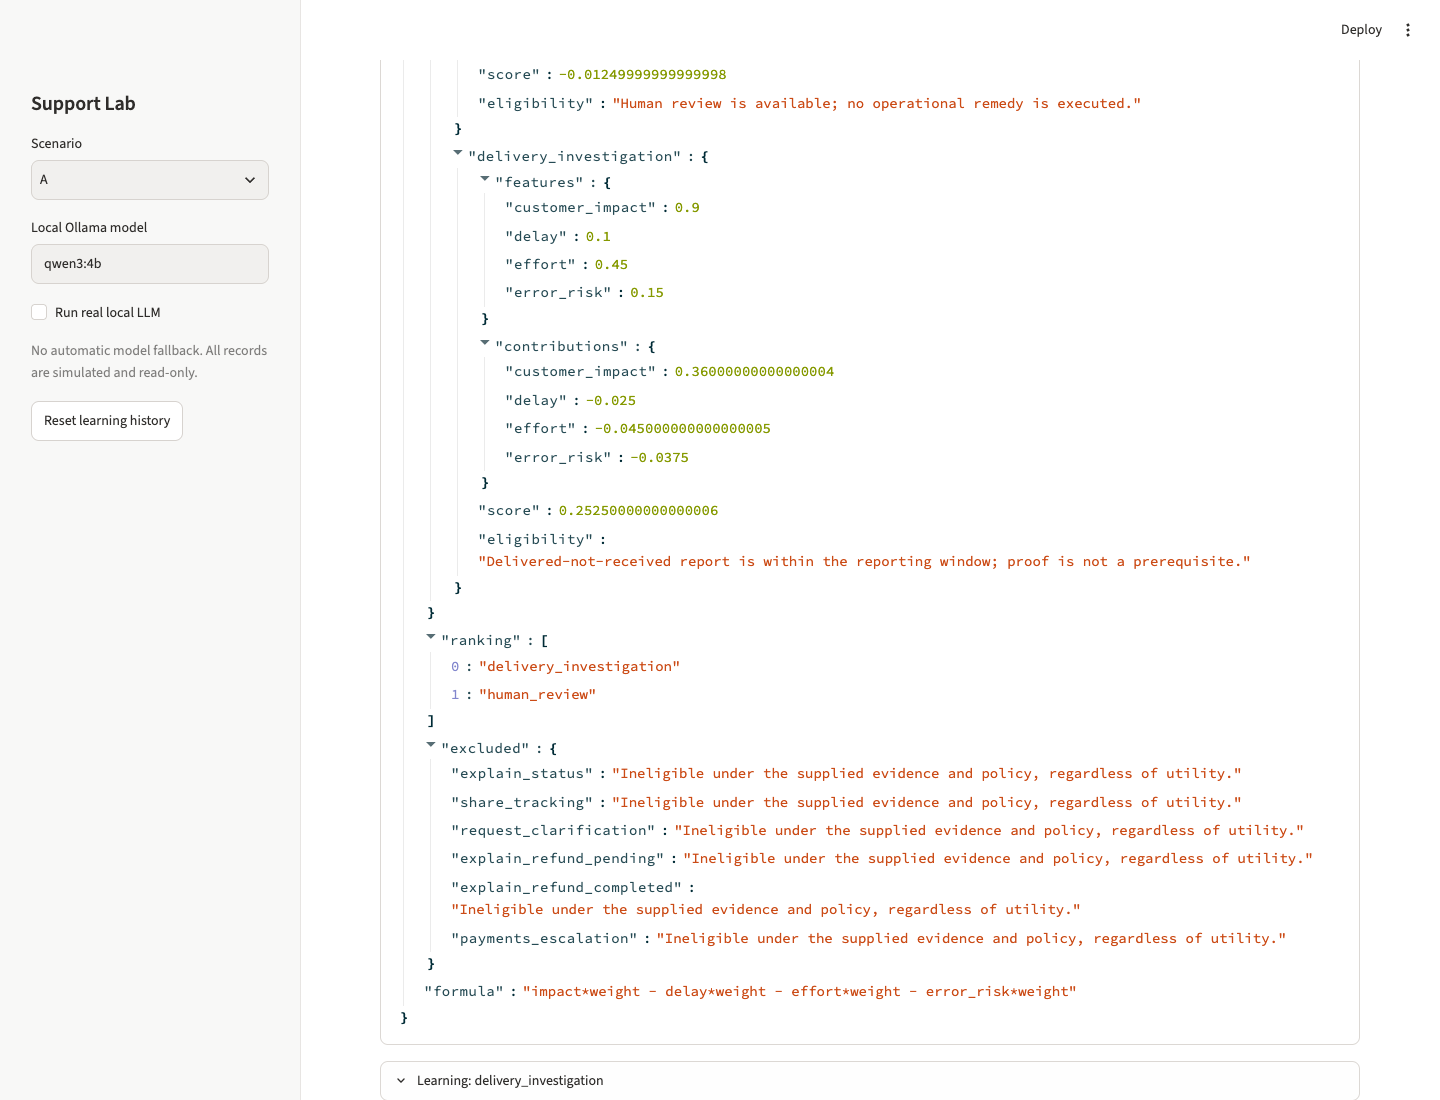 Deploy
Support Lab
Scenario
A
Local Ollama model
qwen3:4b
Run real local LLM
No automatic model fallback. All records
are simulated and read-only.
Reset learning history
"score" : -0.01249999999999998
"eligibility" : "Human review is available; no operational remedy is executed."
}
"delivery_investigation" : {
"features" : {
"customer_impact" : 0.9
"delay" : 0.1
"effort" : 0.45
"error_risk" : 0.15
}
"contributions" : {
"customer_impact" : 0.36000000000000004
"delay" : -0.025
"effort" : -0.045000000000000005
"error_risk" : -0.0375
}
"score" : 0.25250000000000006
"eligibility" :
"Delivered-not-received report is within the reporting window; proof is not a prerequisite."
}
}
"ranking" : [
0 : "delivery_investigation"
1 : "human_review"
]
"excluded" : {
"explain_status" : "Ineligible under the supplied evidence and policy, regardless of utility."
"share_tracking" : "Ineligible under the supplied evidence and policy, regardless of utility."
"request_clarification" : "Ineligible under the supplied evidence and policy, regardless of utility."
"explain_refund_pending" : "Ineligible under the supplied evidence and policy, regardless of utility."
"explain_refund_completed" :
"Ineligible under the supplied evidence and policy, regardless of utility."
"payments_escalation" : "Ineligible under the supplied evidence and policy, regardless of utility."
}
"formula" : "impact*weight - delay*weight - effort*weight - error_risk*weight"
}
Learning: delivery_investigation